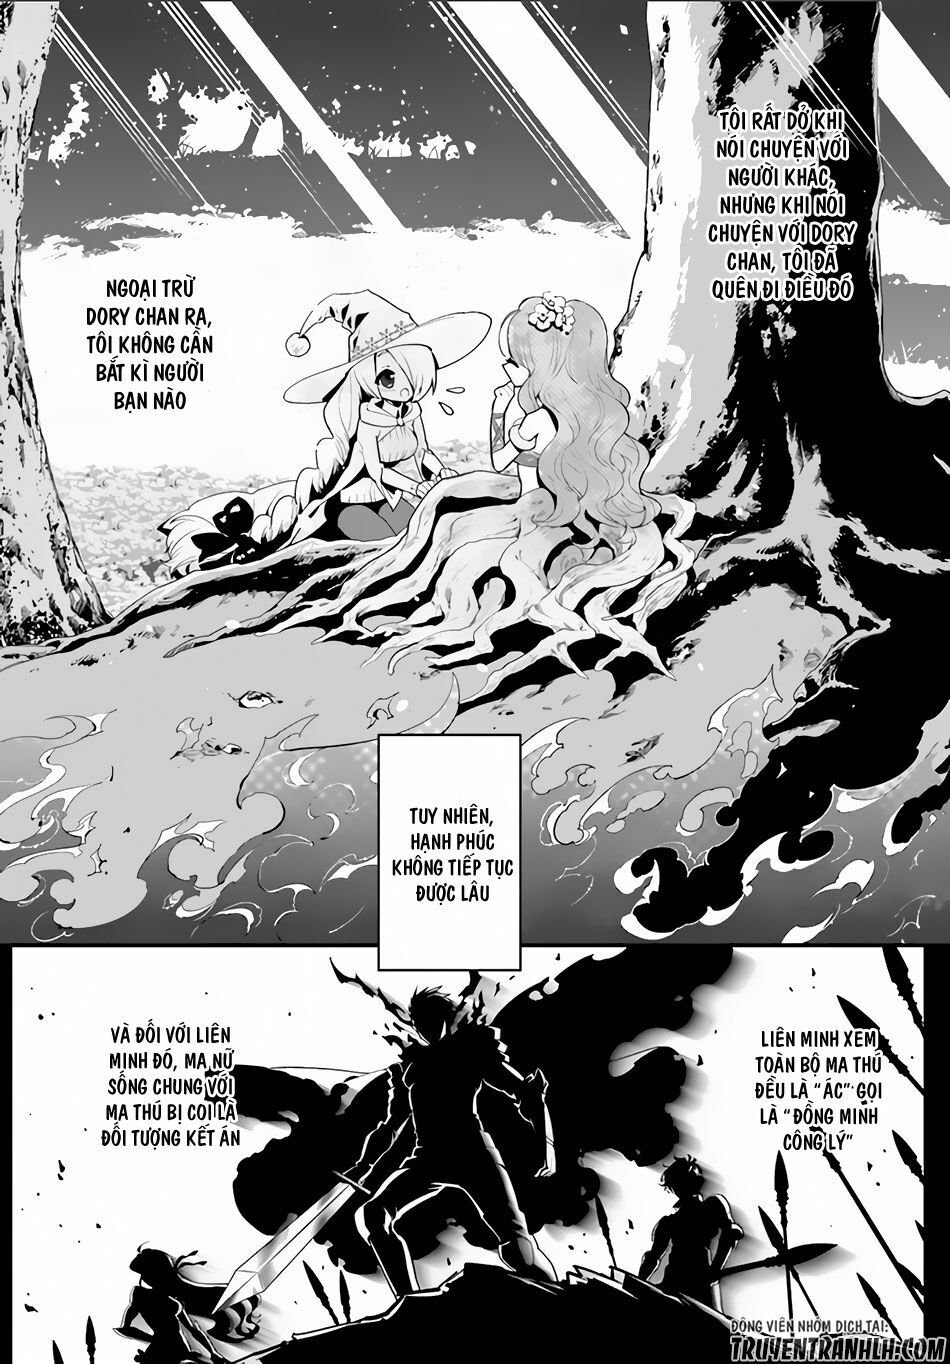 TÔI RẤT DỞ KHI
NÓI CHUYỆN VỚI
NGƯỜI KHÁC,
NHƯNG KHI NÓI
CHUYỆN VỚI DORY
CHAN, TÔI ĐÃ
QUÊN ĐI ĐIỀU ĐÓ
NGOẠI TRỪ
DORY CHAN RA,
TÔI KHÔNG CẦN
BẤT KÌ NGƯỜI
BẠN NÀO
TUY NHIÊN,
HẠNH PHÚC
KHÔNG TIẾP TỤC
ĐƯỢC LÂU
LIÊN MINH XEM
TOÀN BỘ MA THÚ
ĐỀU LÀ “ÁC” GỌI
LÀ “ĐỒNG MINH
CÔNG LÝ”
VÀ ĐỐI VỚI LIÊN
MINH ĐÓ, MA NỮ
SỐNG CHUNG VỚI
MA THÚ BỊ COI LÀ
ĐỐI TƯỢNG KẾT ÁN
ĐỘNG VIÊN NHÓM DỊCH TẠI:
TRUYENTRANHLH.COM